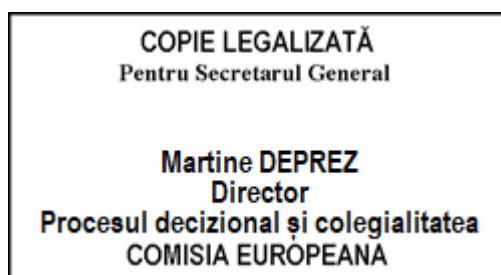 COPIE LEGALIZATĂ
Pentru Secretarul General
Martine DEPREZ
Director
Procesul decizional și colegialitatea
COMISIA EUROPEANA